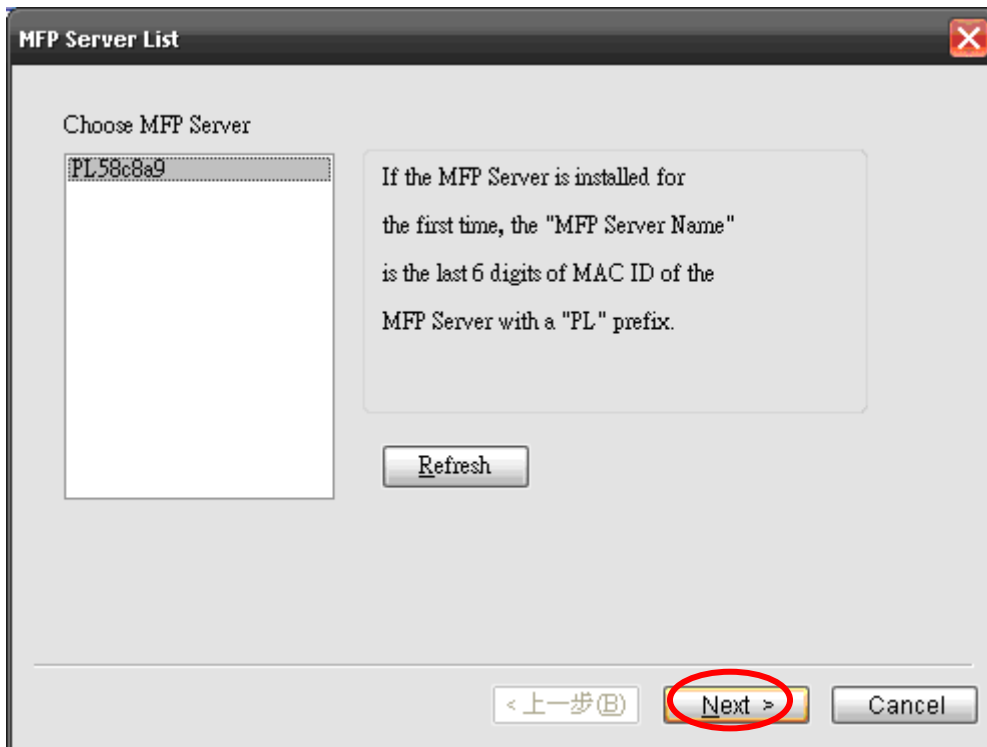 MFP Server List
Choose MFP Server
PL58c8a9
If the MFP Server is installed for
the first time, the "MFP Server Name"
is the last 6 digits of MAC ID of the
MFP Server with a "PL" prefix.
Refresh
<上一步(B)
Next >
Cancel